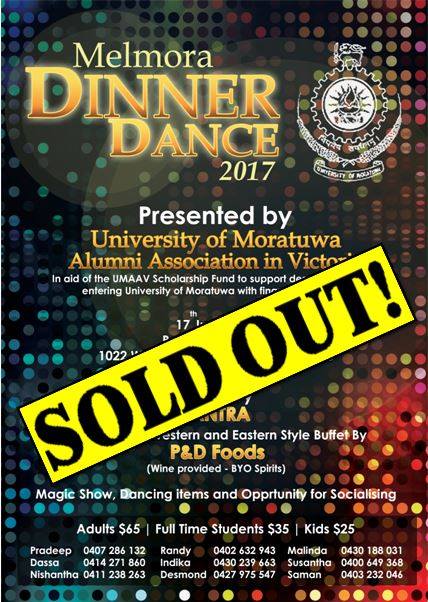 Melmora
DINNER
DANCE
2017
UNIVERSITY OF MORATUWA
Presented by
University of Moratuwa
Alumni Association in
In aid of the UMAAV Scholarship Fund to support
entering University of Moratuwa with
th
17
1022
SOLD OUT!
and Eastern Style Buffet By
P&D Foods
(Wine provided - BYO Spirits)
Magic Show, Dancing items and Opprtunity for Socialising
Adults $65 | Full Time Students $35 | Kids $25
Pradeep 0407 286 132 Randy 0402 632 943 Malinda 0430 188 031
Dassa 0414 271 860 Indika 0430 239 663 Susantha 0400 649 368
Nishantha 0411 238 263 Desmond 0427 975 547 Saman 0403 232 046